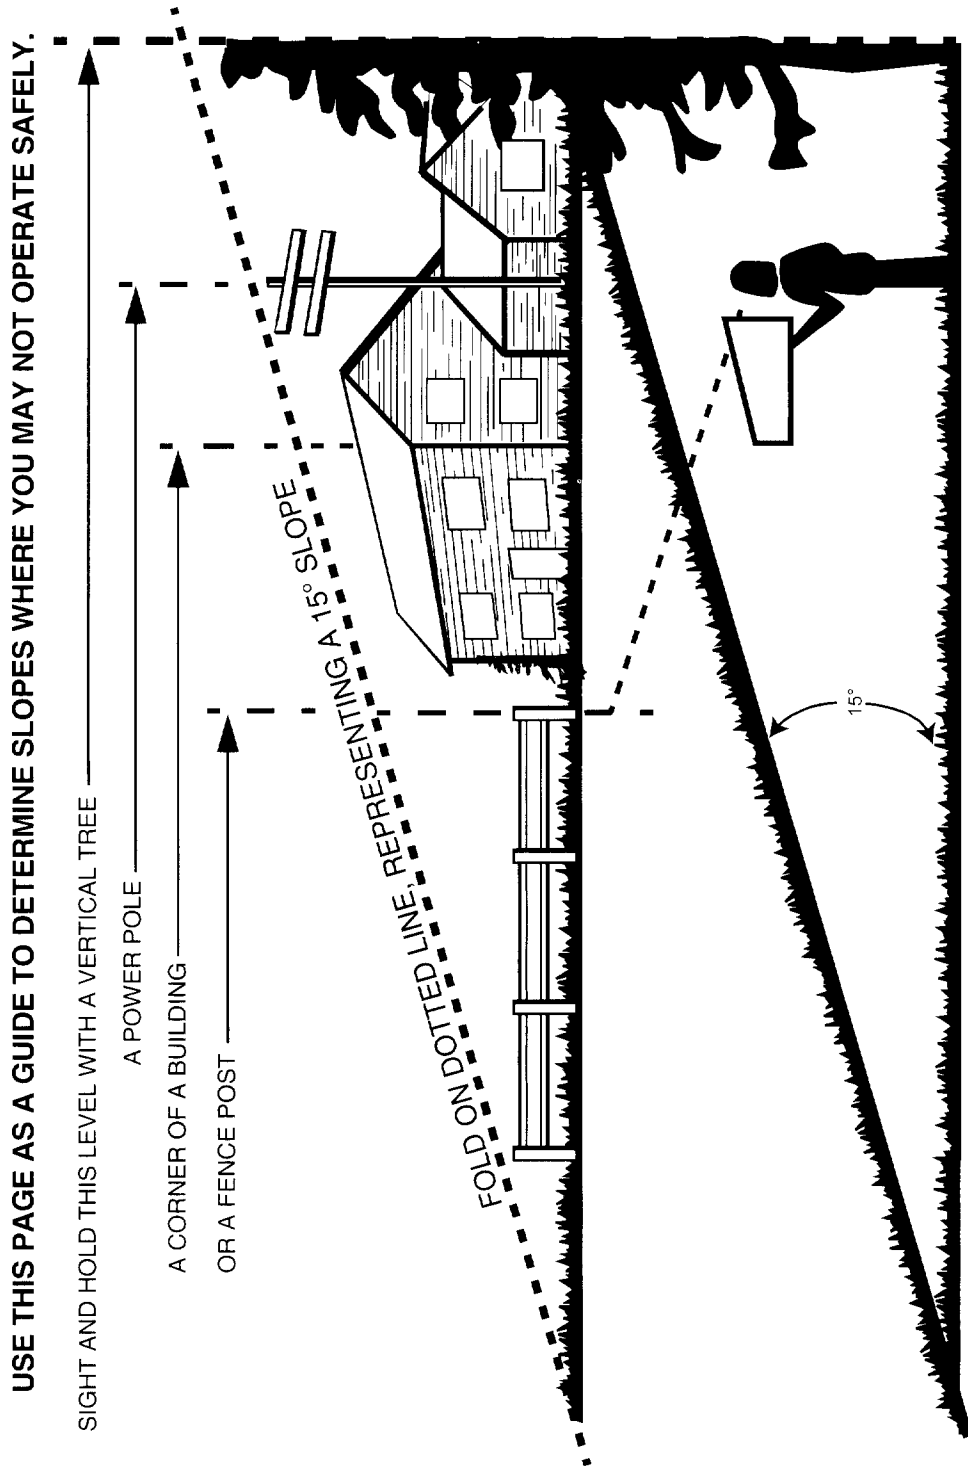 USE THIS PAGE AS A GUIDE TO DETERMINE SLOPES WHERE YOU MAY NOT OPERATE SAFELY.
SIGHT AND HOLD THIS LEVEL WITH A VERTICAL TREE
A POWER POLE
A CORNER OF A BUILDING
OR A FENCE POST
FOLD ON DOTTED LINE, REPRESENTING A 15° SLOPE
15°